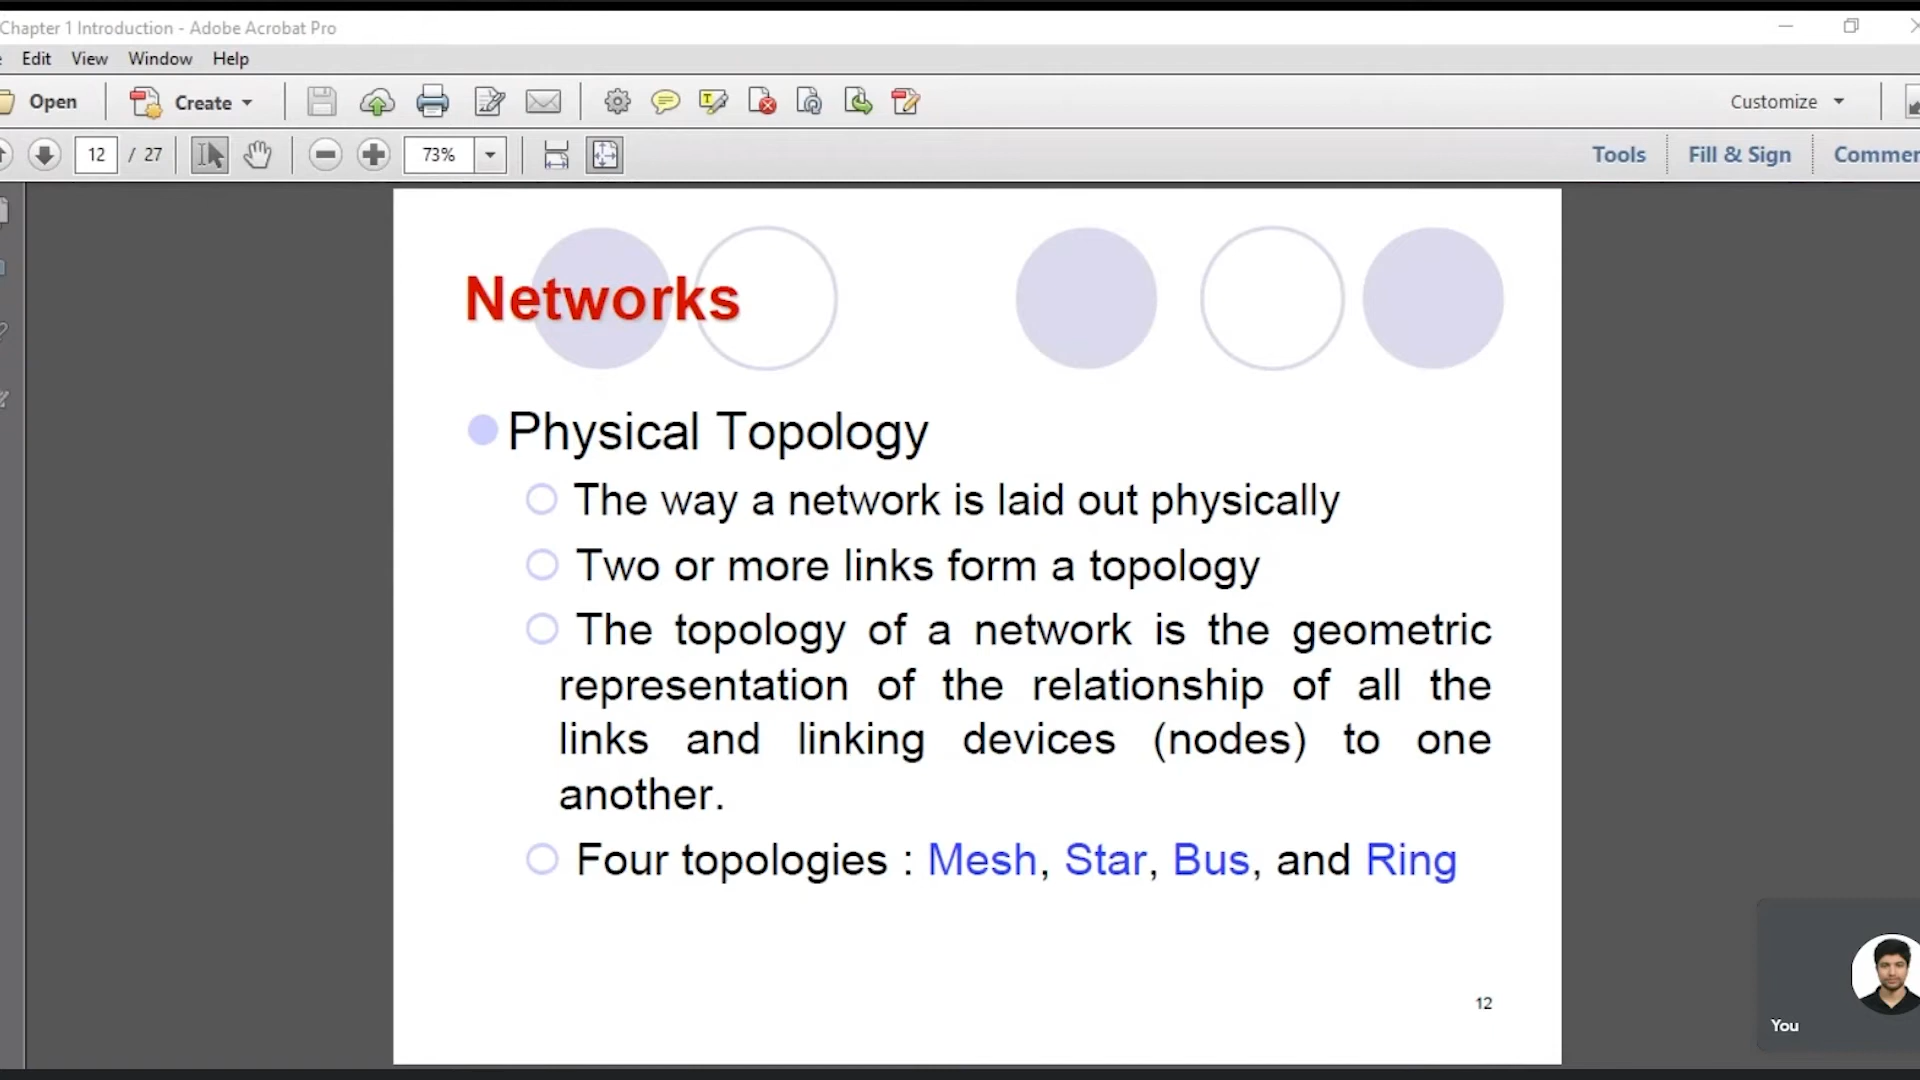 Chapter 1 Introduction - Adobe Acrobat Pro
Edit View Window Help
Open Create Customize
12 / 27 73% Tools Fill & Sign
Networks
Physical Topology
The way a network is laid out physically
Two or more links form a topology
The topology of a network is the geometric
representation of the relationship of all the
links and linking devices (nodes) to one
another.
Four topologies : Mesh, Star, Bus, and Ring
12
You